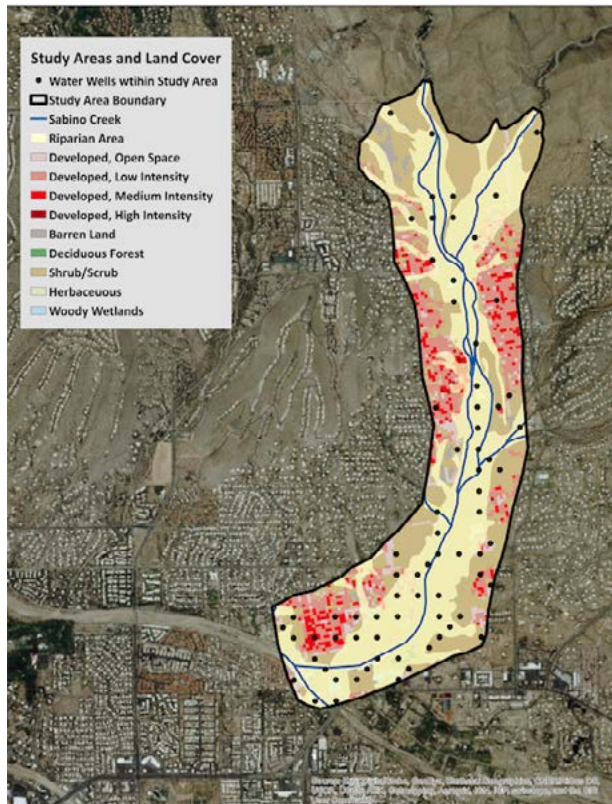 Study Areas and Land Cover
Water Wells wtihin Study Area
Study Area Boundary
Sabino Creek
Riparian Area
Developed, Open Space
Developed, Low Intensity
Developed, Medium Intensity
Developed, High Intensity
Barren Land
Deciduous Forest
Shrub/Scrub
Herbaceuous
Woody Wetlands